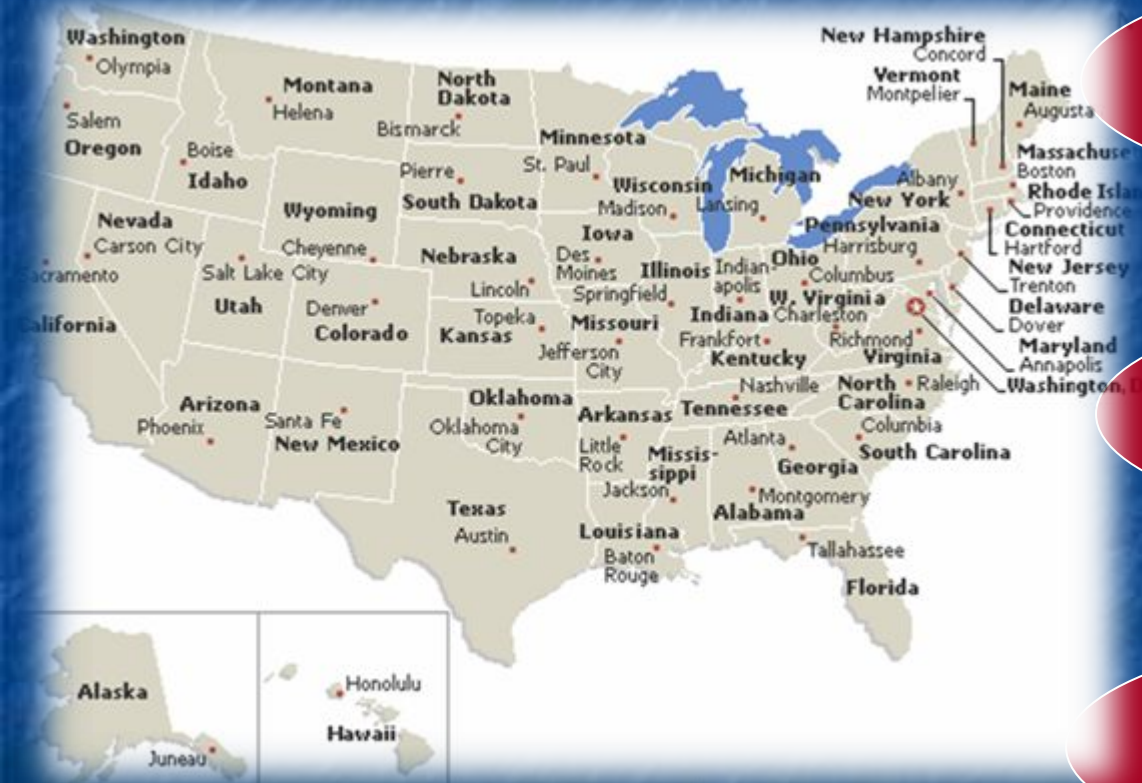 Washington
Olympia
Salem
Oregon
Boise
Idaho
Montana
Helena
North
Dakota
Bismarck
Minnesota
St. Paul
Pierre
South Dakota
Wyoming
Cheyenne
Nevada
Carson City
Sacramento
California
Salt Lake City
Utah
Denver
Colorado
Nebraska
Lincoln
Topeka
Kansas
Iowa
Des
Moines
Wisconsin
Madison
Michigan
Lansing
Illinois
Springfield
Indian-
apolis
Indiana
Ohio
Columbus
Missouri
Jefferson
City
Frankfort
Kentucky
W. Virginia
Charleston
Richmond
Virginia
Pennsylvania
Harrisburg
New York
Albany
New Hampshire
Concord
Vermont
Montpelier
Maine
Augusta
Massachuse
Boston
Rhode Isla
Providence
Connecticut
Hartford
New Jersey
Trenton
Delaware
Dover
Maryland
Annapolis
Washington,
Arizona
Phoenix
Santa Fe
New Mexico
Oklahoma
Oklahoma
City
Arkansas
Little
Rock
Nashville
Tennessee
North
Carolina
Raleigh
Columbia
South Carolina
Missis-
sippi
Jackson
Atlanta
Georgia
Montgomery
Alabama
Texas
Austin
Louisiana
Baton
Rouge
Tallahassee
Florida
Alaska
Juneau
Honolulu
Hawaii